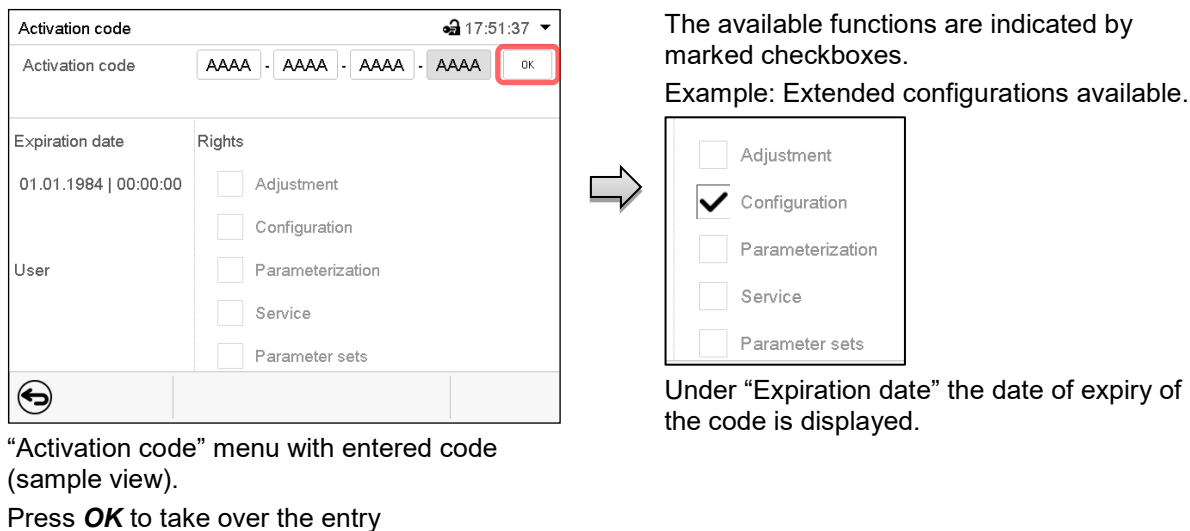 Activation code 17:51:37
Activation code AAAA - AAAA - AAAA - AAAA OK
Expiration date Rights
01.01.1984 | 00:00:00 Adjustment
Configuration
User Parameterization
Service
Parameter sets
“Activation code” menu with entered code
(sample view).
Press OK to take over the entry
The available functions are indicated by
marked checkboxes.
Example: Extended configurations available.
Adjustment
Configuration
Parameterization
Service
Parameter sets
Under “Expiration date” the date of expiry of
the code is displayed.